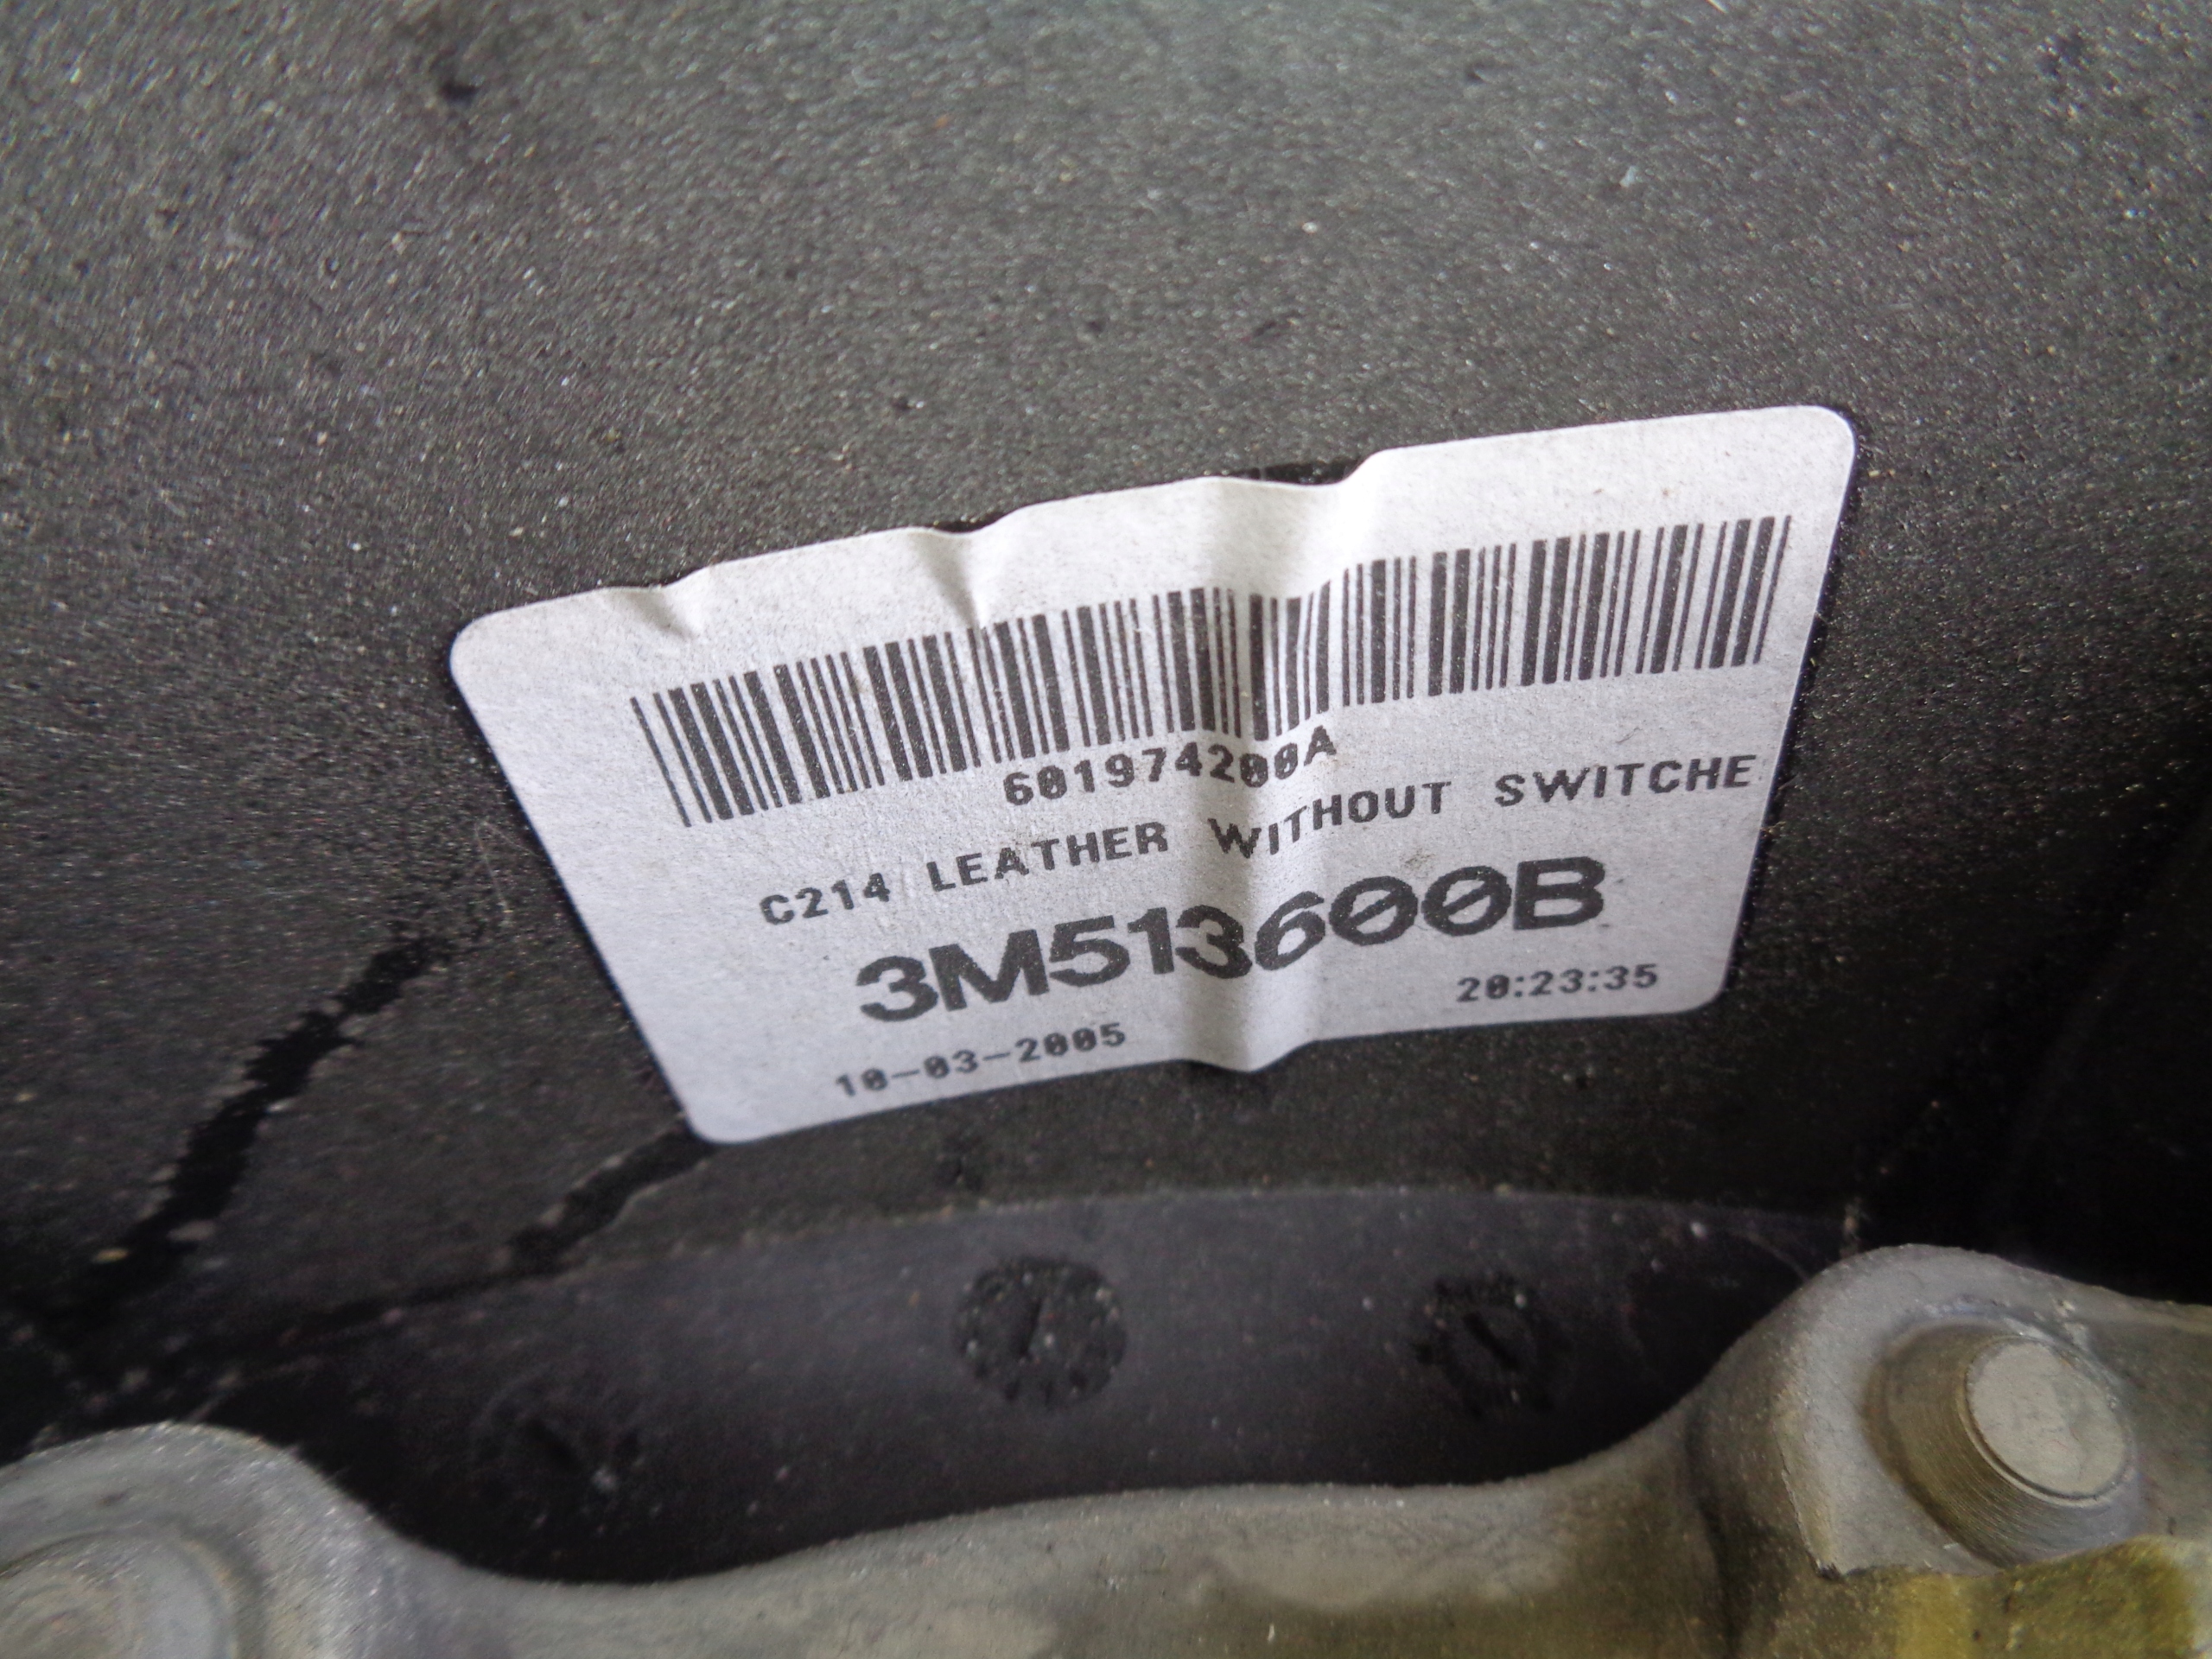 601974200A
C214 LEATHER WITHOUT SWITCHE
3M513600B
10-03-2005 20:23:35